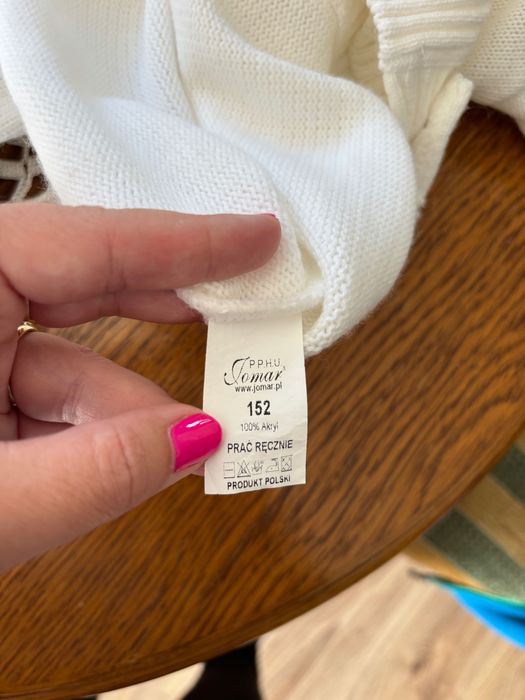 P.P.H.U.
Jomar
www.jomar.pl
152
100% Akryl
PRAĆ RĘCZNIE
PRODUKT POLSKI